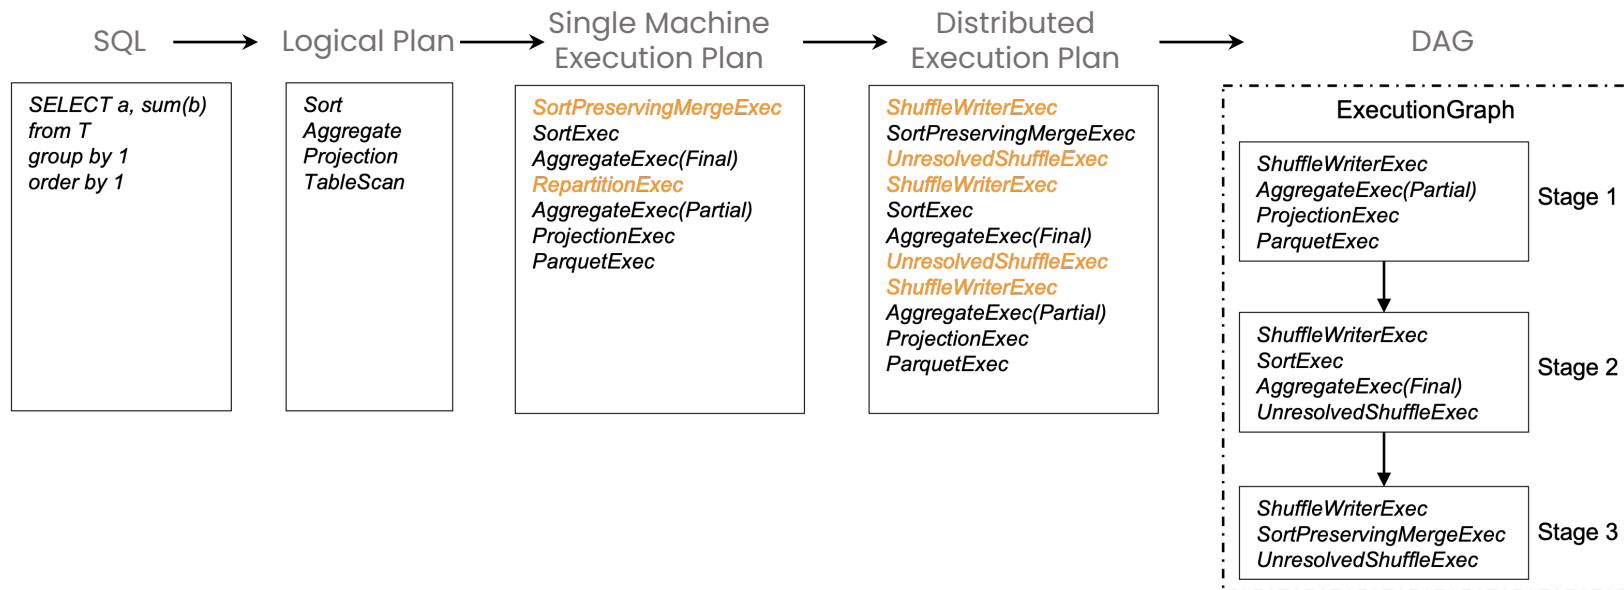 SQL
Logical Plan
Single Machine
Execution Plan
Distributed
Execution Plan
DAG
SELECT a, sum(b)
from T
group by 1
order by 1
Sort
Aggregate
Projection
TableScan
SortPreservingMergeExec
SortExec
AggregateExec(Final)
RepartitionExec
AggregateExec(Partial)
ProjectionExec
ParquetExec
ShuffleWriterExec
SortPreservingMergeExec
UnresolvedShuffleExec
ShuffleWriterExec
SortExec
AggregateExec(Final)
UnresolvedShuffleExec
ShuffleWriterExec
AggregateExec(Partial)
ProjectionExec
ParquetExec
ExecutionGraph
ShuffleWriterExec
AggregateExec(Partial)
ProjectionExec
ParquetExec
Stage 1
ShuffleWriterExec
SortExec
AggregateExec(Final)
UnresolvedShuffleExec
Stage 2
ShuffleWriterExec
SortPreservingMergeExec
UnresolvedShuffleExec
Stage 3